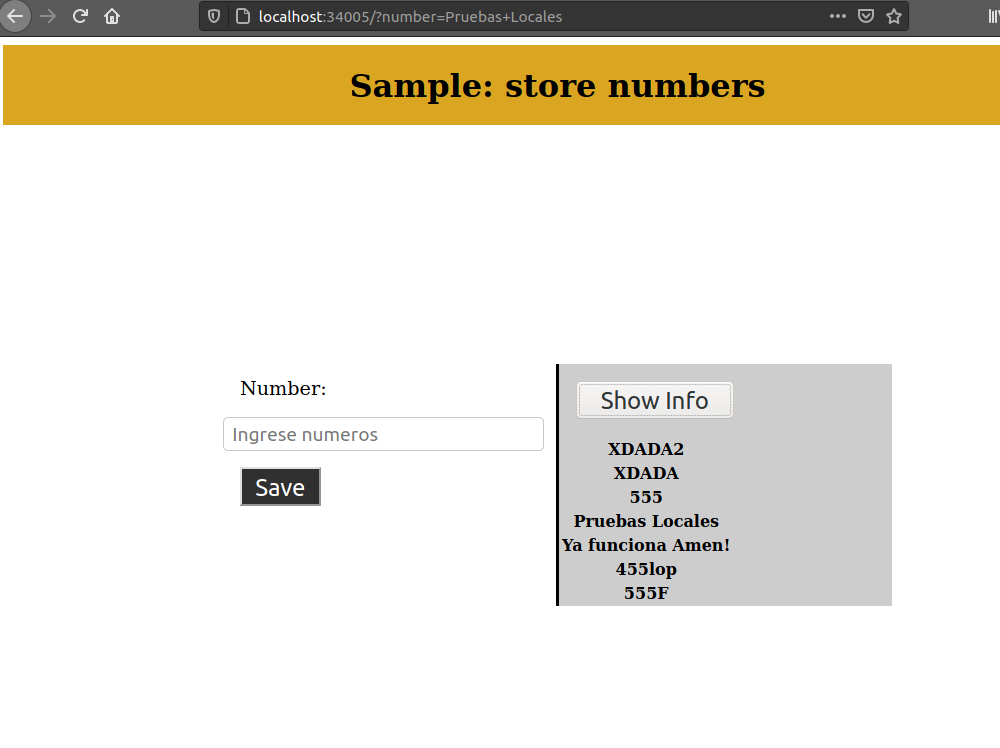 localhost:34005/?number=Pruebas+Locales
Sample: store numbers
Number:
Ingrese numeros
Save
Show Info
XDADA2
XDADA
555
Pruebas Locales
Ya funciona Amen!
455lop
555F